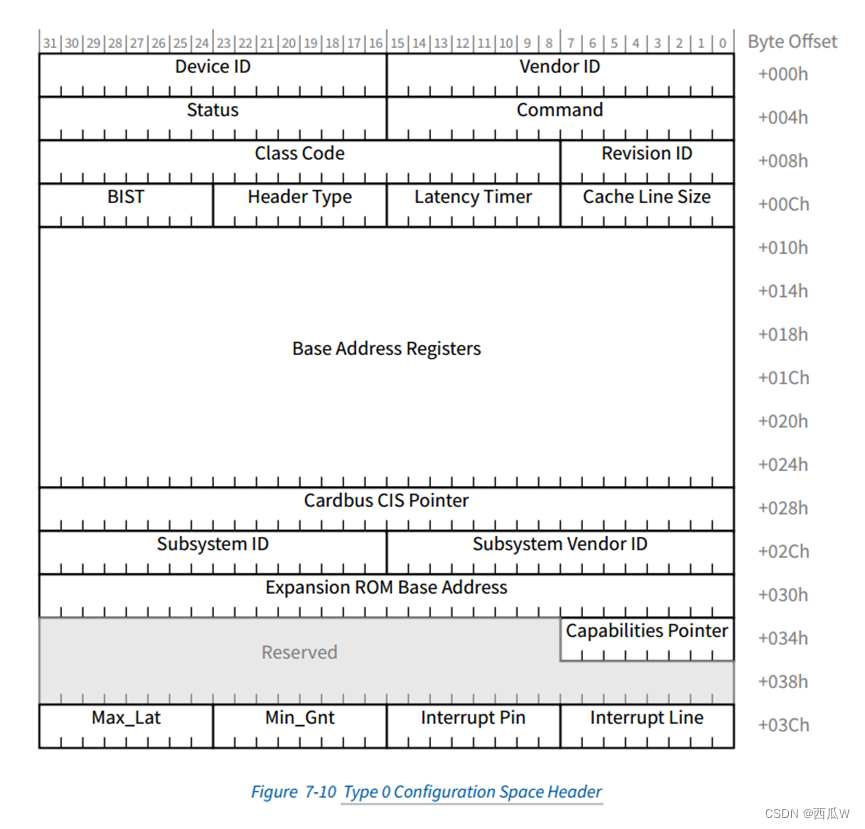 31 30 29 28 27 26 25 24 23 22 21 20 19 18 17 16 15 14 13 12 11 10 9 8 7 6 5 4 3 2 1 0 Byte Offset
Device ID Vendor ID +000h
Status Command +004h
Class Code Revision ID +008h
BIST Header Type Latency Timer Cache Line Size +00Ch
+010h
+014h
+018h
Base Address Registers
+01Ch
+020h
+024h
Cardbus CIS Pointer +028h
Subsystem ID Subsystem Vendor ID +02Ch
Expansion ROM Base Address +030h
Capabilities Pointer +034h
Reserved
+038h
Max_Lat Min_Gnt Interrupt Pin Interrupt Line +03Ch
Figure 7-10 Type 0 Configuration Space Header
CSDN @西瓜W